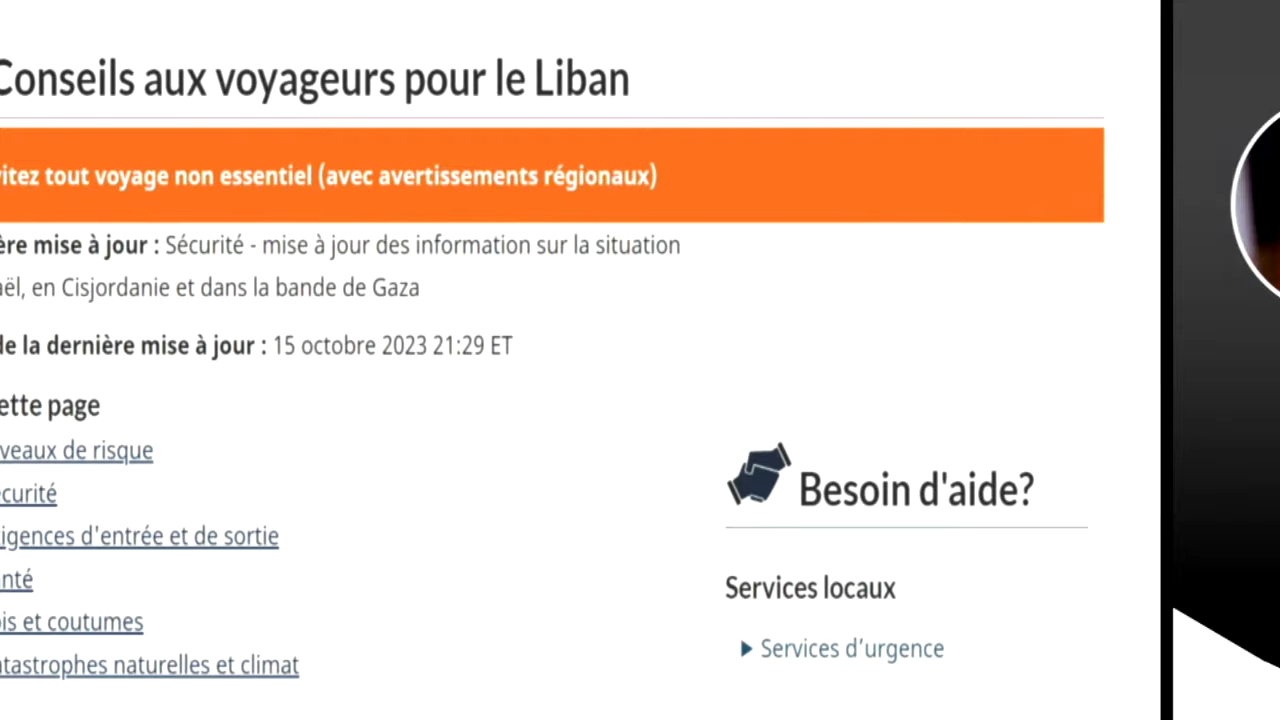 Conseils aux voyageurs pour le Liban
vitez tout voyage non essentiel (avec avertissements régionaux)
ère mise à jour : Sécurité - mise à jour des information sur la situation
aël, en Cisjordanie et dans la bande de Gaza
de la dernière mise à jour : 15 octobre 2023 21:29 ET
ette page
veaux de risque
curité
igences d'entrée et de sortie
nté
is et coutumes
tastrophes naturelles et climat
Besoin d'aide?
Services locaux
Services d’urgence